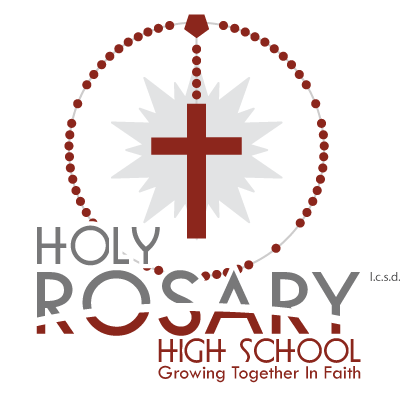 HOLY
ROSARY
l.c.s.d.
HIGH SCHOOL
Growing Together In Faith